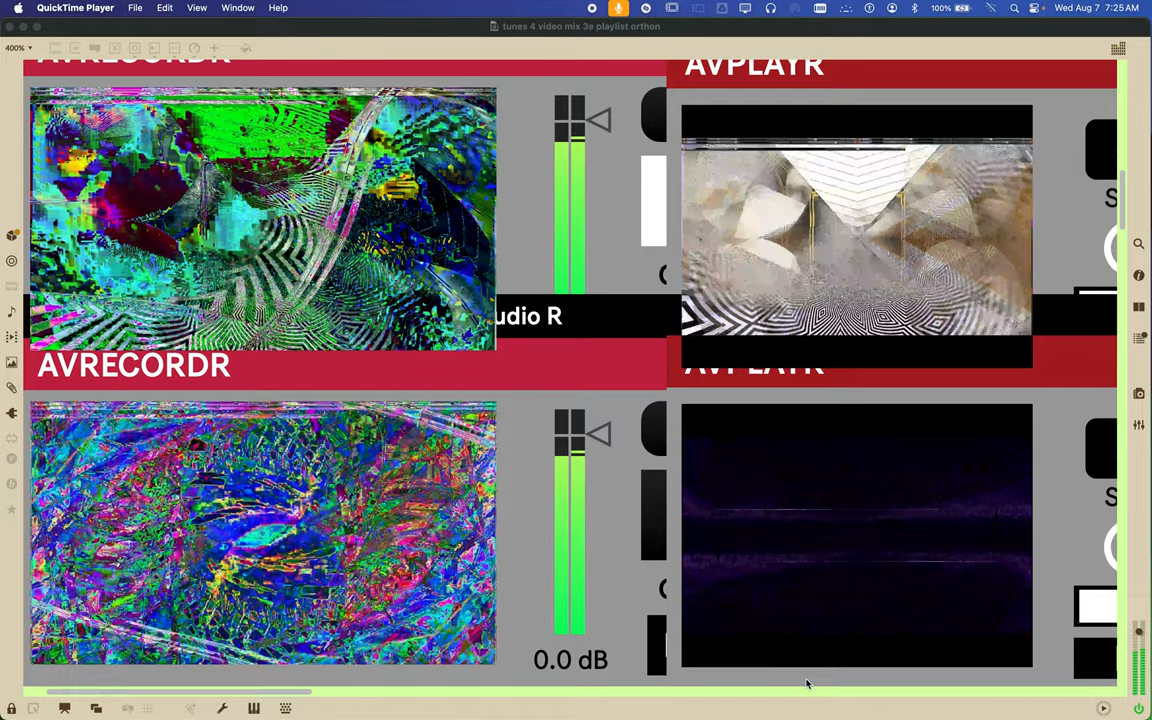 QuickTime Player File Edit View Window Help 100% Wed Aug 7 7:25 AM
tunes 4 video mix 3e playlist orthon
400%
AVRECORDR
AVPLAYR
S
udio R
AVRECORDR
AVPLAYR
S
0.0 dB